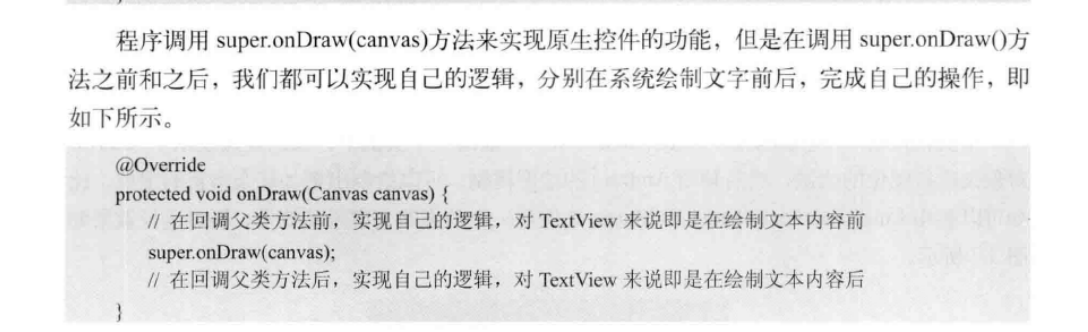 程序调用 super.onDraw(canvas)方法来实现原生控件的功能，但是在调用 super.onDraw()方
法之前和之后，我们都可以实现自己的逻辑，分别在系统绘制文字前后，完成自己的操作，即
如下所示。
@Override
protected void onDraw(Canvas canvas) {
// 在回调父类方法前，实现自己的逻辑，对 TextView 来说即是在绘制文本内容前
super.onDraw(canvas);
// 在回调父类方法后，实现自己的逻辑，对 TextView 来说即是在绘制文本内容后
}